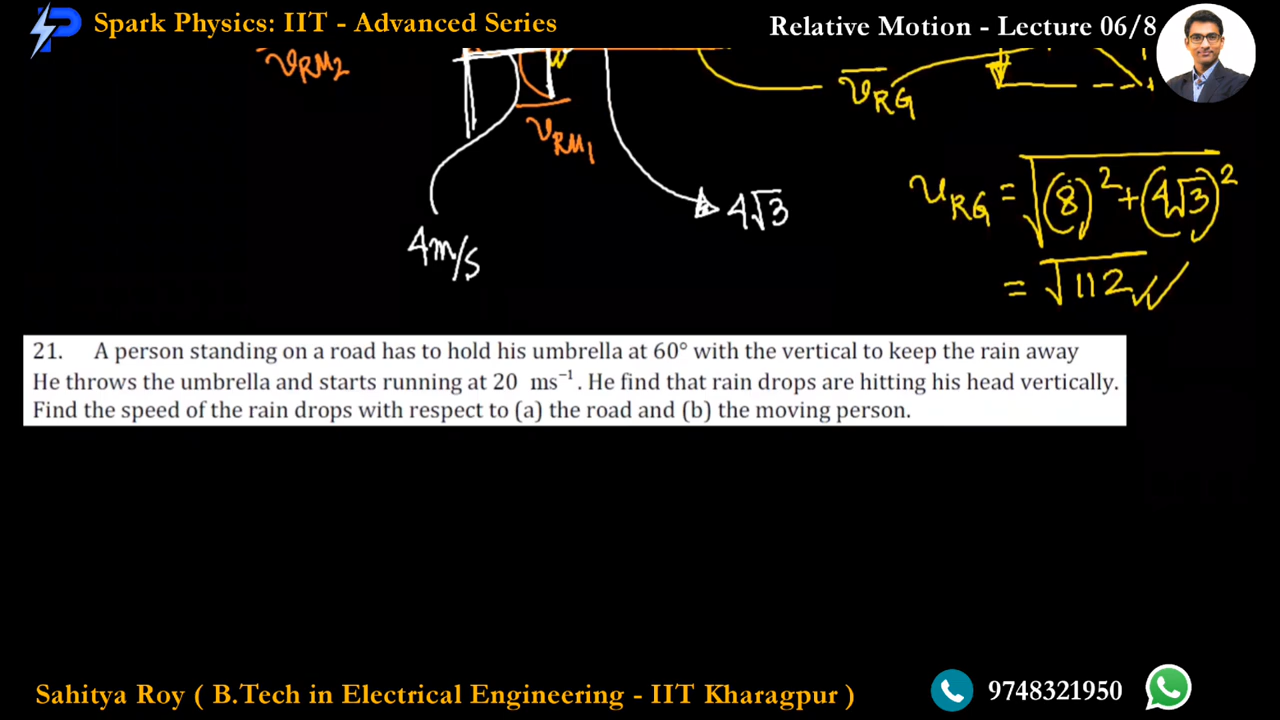 Spark Physics: IIT - Advanced Series
Relative Motion - Lecture 06/8
v_RM₂
v̅_RG
v_RM₁
4√3
4m/s
v_RG = √(8)² + (4√3)²
= √112
21. A person standing on a road has to hold his umbrella at 60° with the vertical to keep the rain away
He throws the umbrella and starts running at 20 ms⁻¹. He find that rain drops are hitting his head vertically.
Find the speed of the rain drops with respect to (a) the road and (b) the moving person.
Sahitya Roy ( B.Tech in Electrical Engineering - IIT Kharagpur )
9748321950